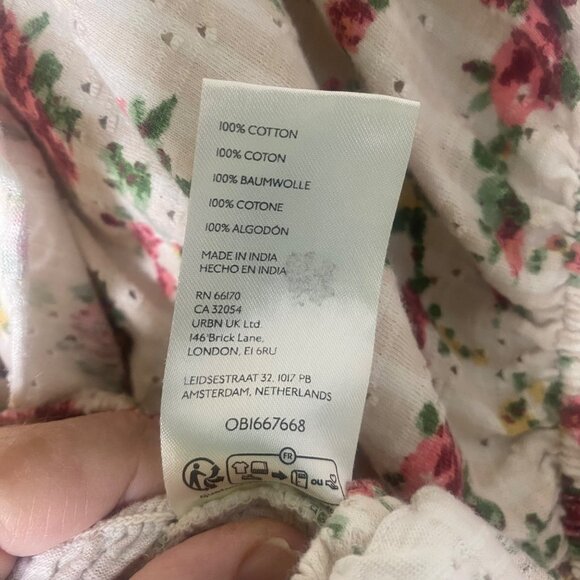 100% COTTON
100% COTON
100% BAUMWOLLE
100% COTONE
100% ALGODÓN
MADE IN INDIA
HECHO EN INDIA
RN 66170
CA 32054
URBN UK Ltd.
146 Brick Lane,
LONDON, E1 6RU
LEIDSESTRAAT 32, 1017 PB
AMSTERDAM, NETHERLANDS
OB1667668
FR
OU